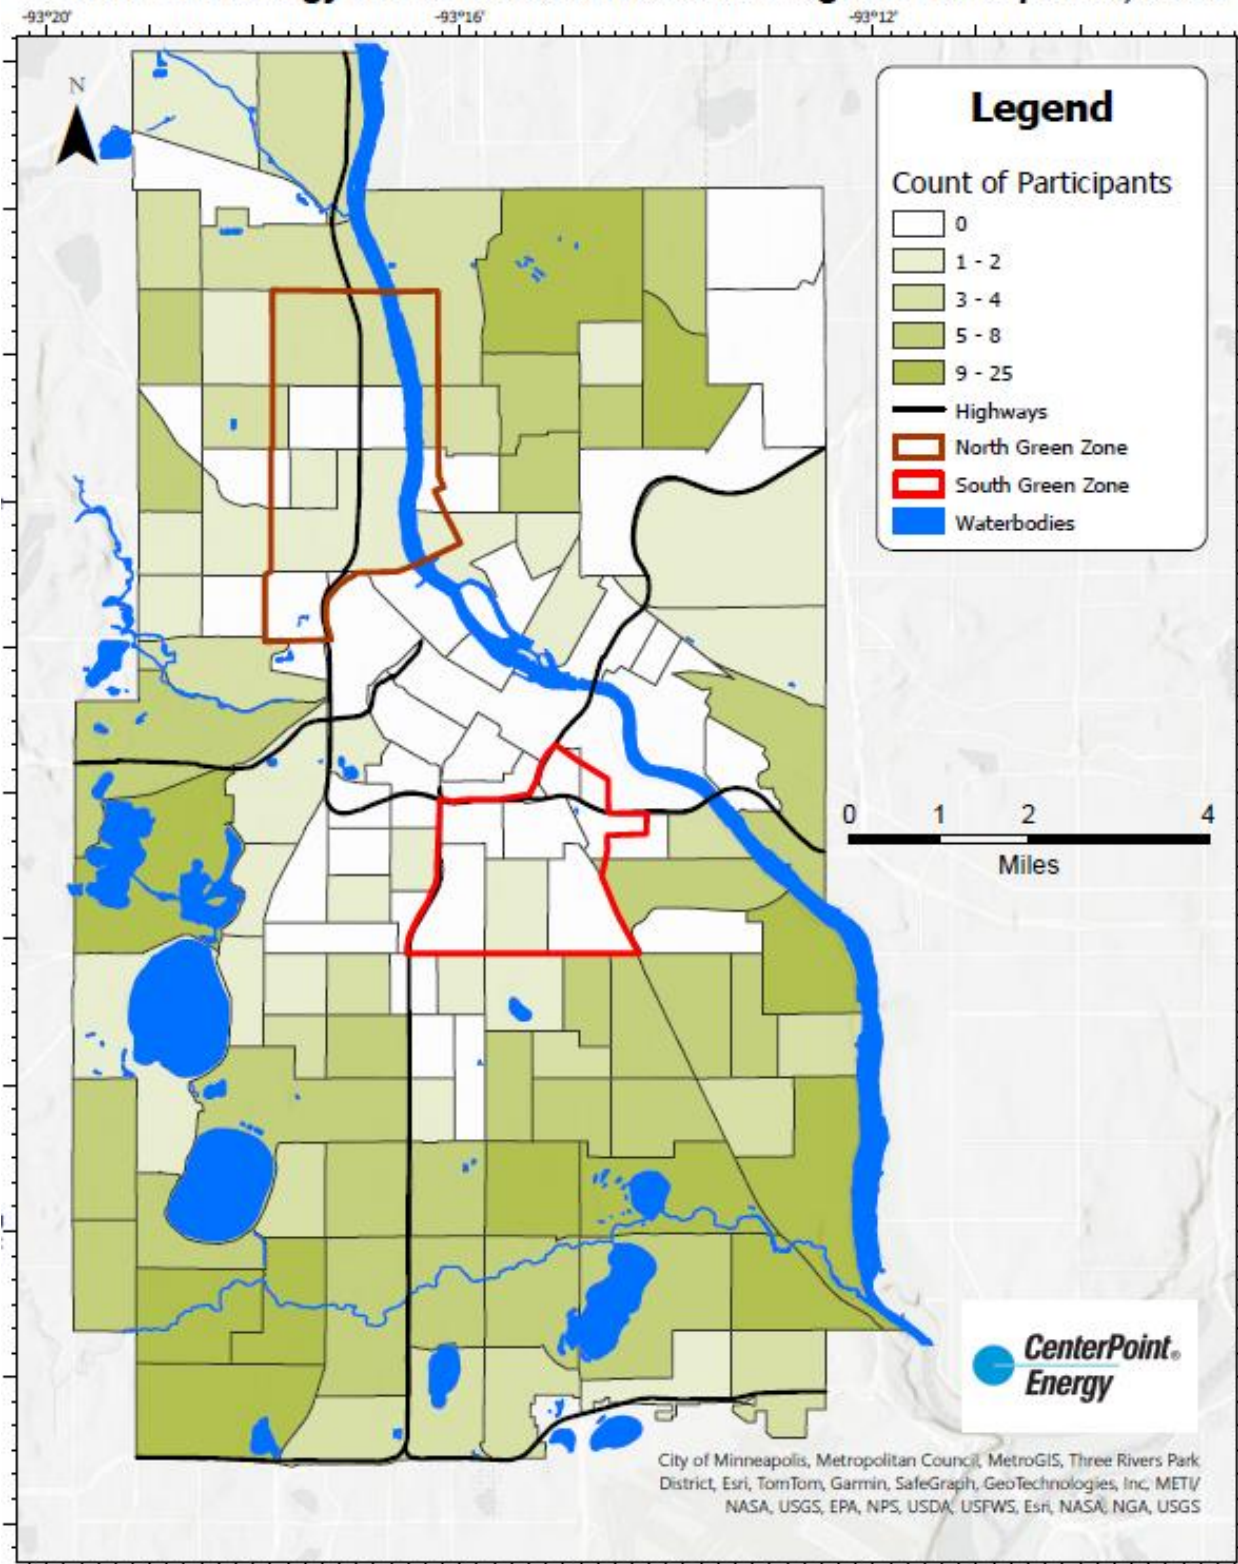 -93°20'
-93°16'
-93°12'
N
Legend
Count of Participants
0
1 - 2
3 - 4
5 - 8
9 - 25
Highways
North Green Zone
South Green Zone
Waterbodies
0 1 2 4
Miles
CenterPoint®
Energy
City of Minneapolis, Metropolitan Council, MetroGIS, Three Rivers Park
District, Esri, TomTom, Garmin, SafeGraph, GeoTechnologies, Inc, METI/
NASA, USGS, EPA, NPS, USDA, USFWS, Esri, NASA, NGA, USGS